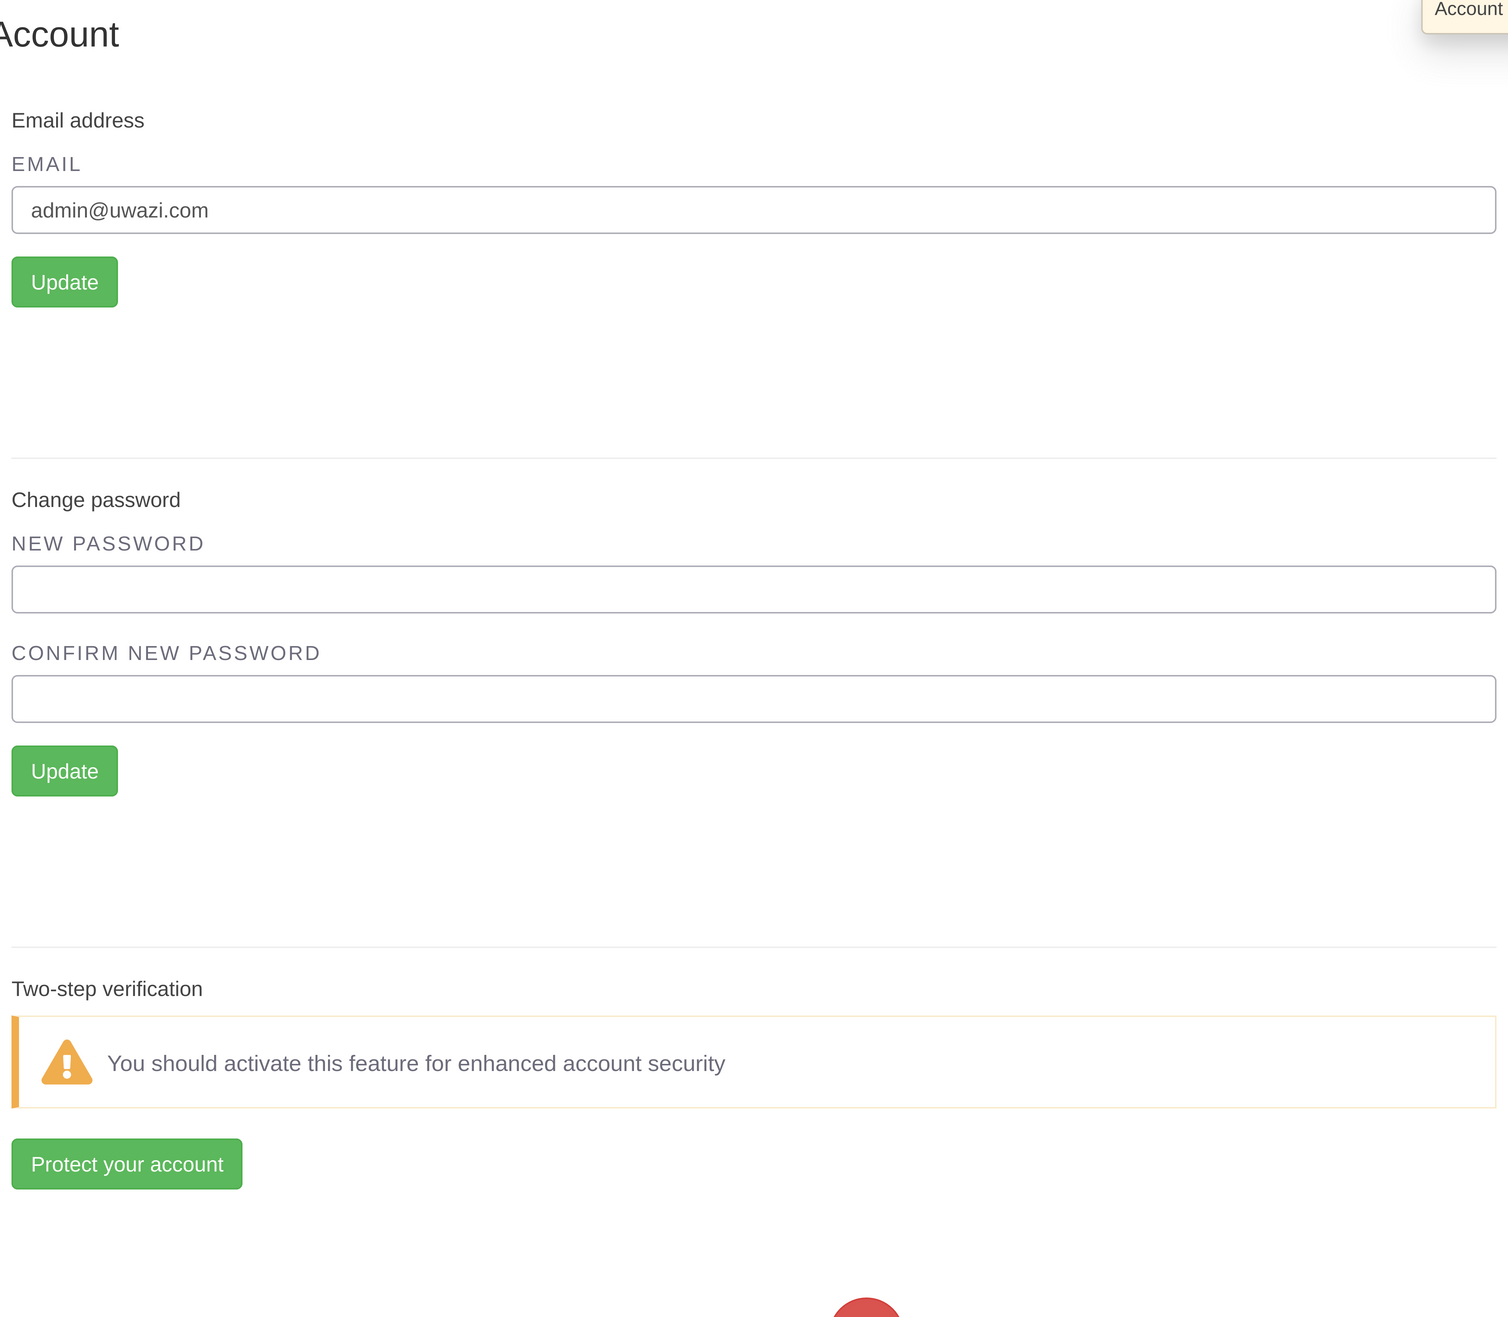 Account
Account
Email address
EMAIL
admin@uwazi.com
Update
Change password
NEW PASSWORD
CONFIRM NEW PASSWORD
Update
Two-step verification
You should activate this feature for enhanced account security
Protect your account